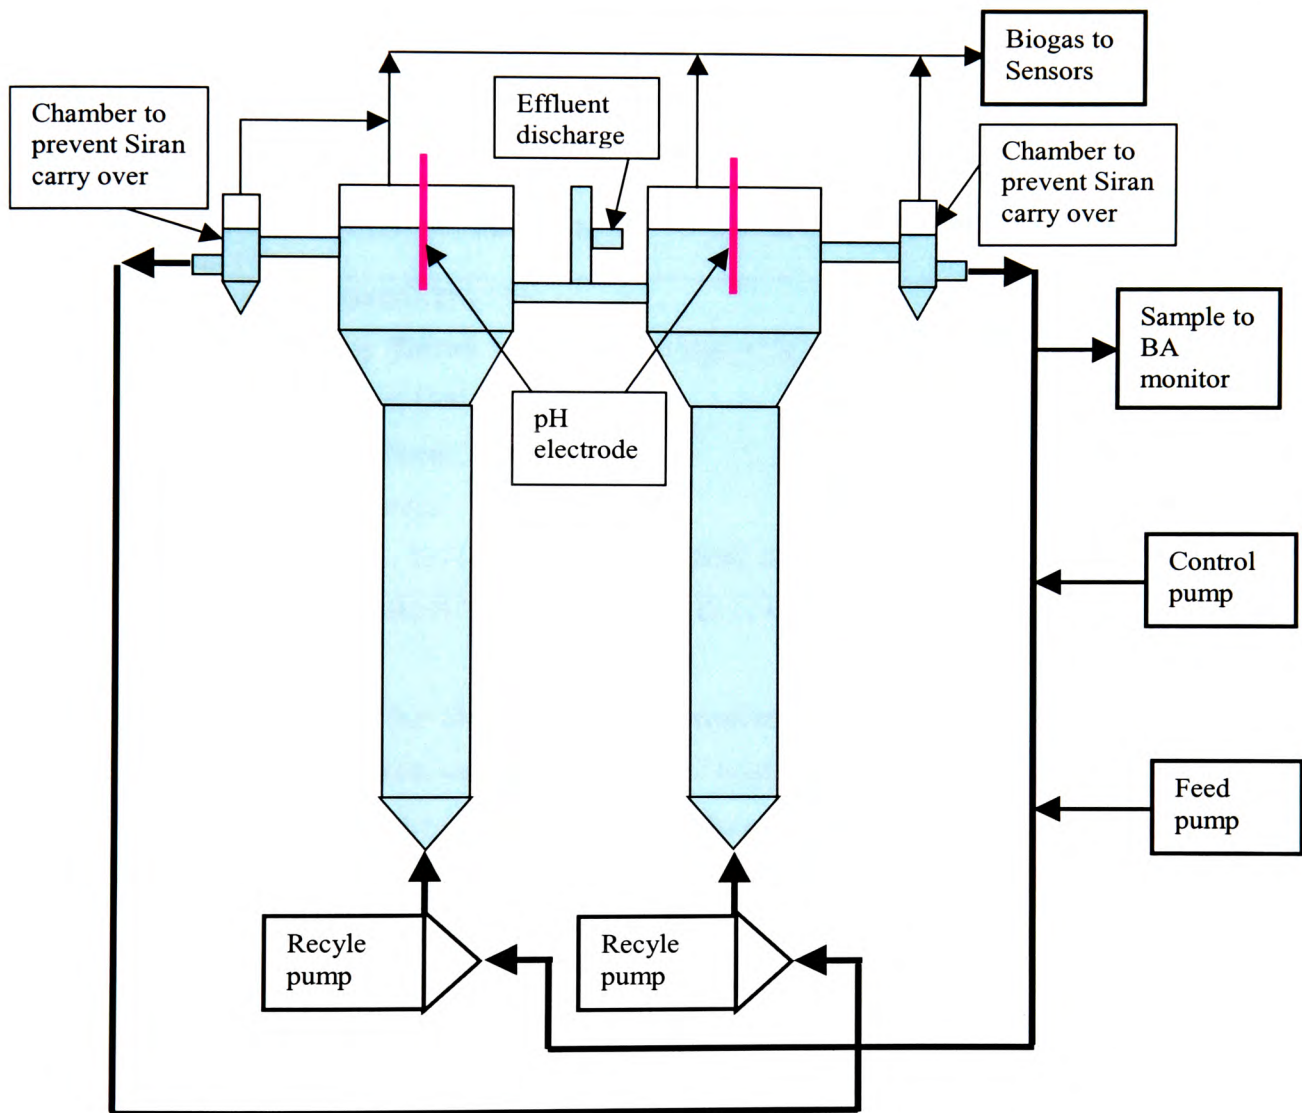 Biogas to
Sensors
Effluent
discharge
Chamber to
prevent Siran
carry over
Chamber to
prevent Siran
carry over
Sample to
BA
monitor
pH
electrode
Control
pump
Feed
pump
Recyle
pump
Recyle
pump